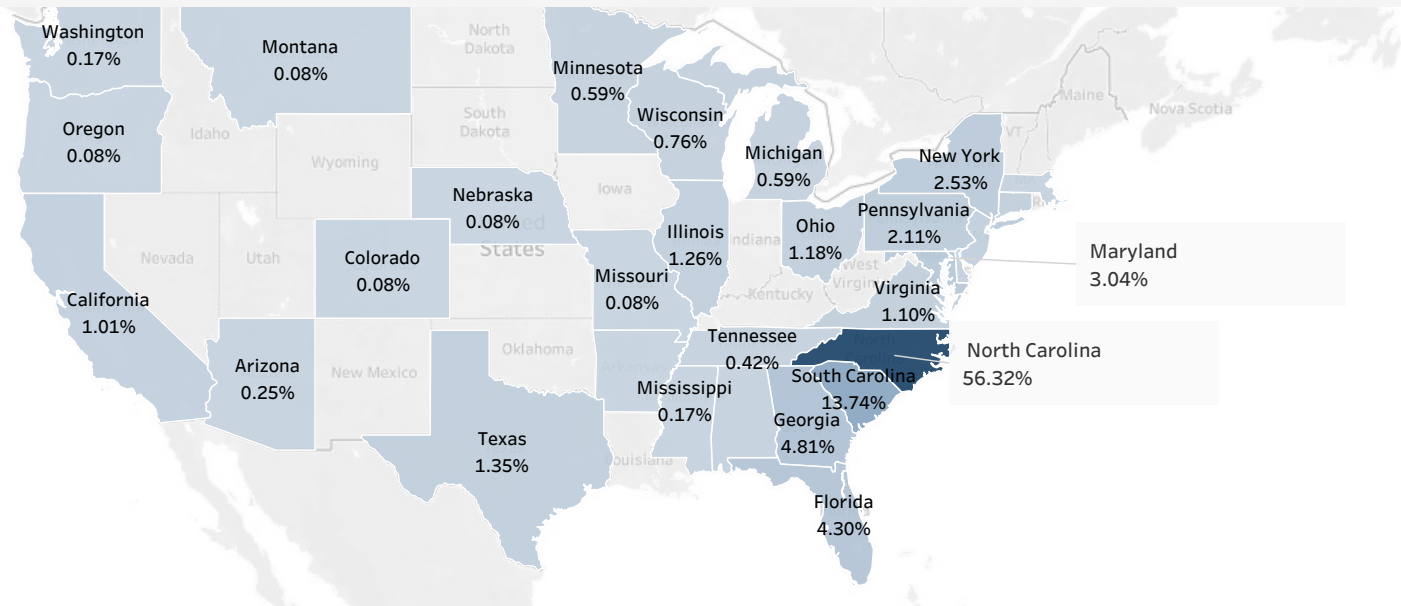 Washington
0.17%
Montana
0.08%
North
Dakota
Minnesota
0.59%
Maine
Nova Scotia
Oregon
0.08%
Idaho
South
Dakota
Wisconsin
0.76%
VT
Wyoming
Michigan
0.59%
New York
2.53%
Nebraska
0.08%
Iowa
Pennsylvania
2.11%
Illinois
1.26%
Ohio
1.18%
Nevada
Utah
Colorado
0.08%
States
Maryland
3.04%
Missouri
0.08%
West
Kentucky
Virginia
1.10%
California
1.01%
Tennessee
0.42%
North
North Carolina
56.32%
Oklahoma
Arkansas
Arizona
0.25%
New Mexico
South Carolina
13.74%
Mississippi
0.17%
Georgia
4.81%
Texas
1.35%
Louisiana
Florida
4.30%